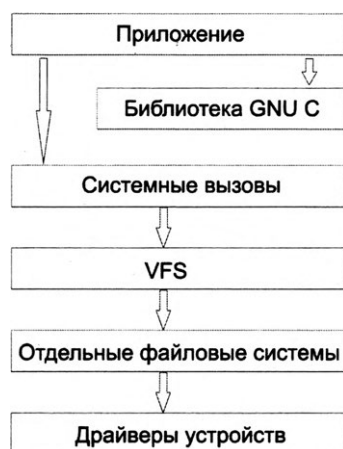 Приложение
Библиотека GNU C
Системные вызовы
VFS
Отдельные файловые системы
Драйверы устройств